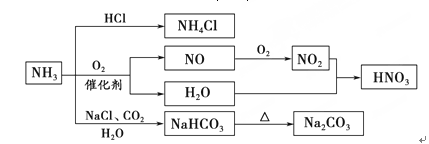 HCl
NH₄Cl
O₂
NO
O₂
NO₂
NH₃
催化剂
HNO₃
H₂O
NaCl、CO₂
H₂O
NaHCO₃
△
Na₂CO₃